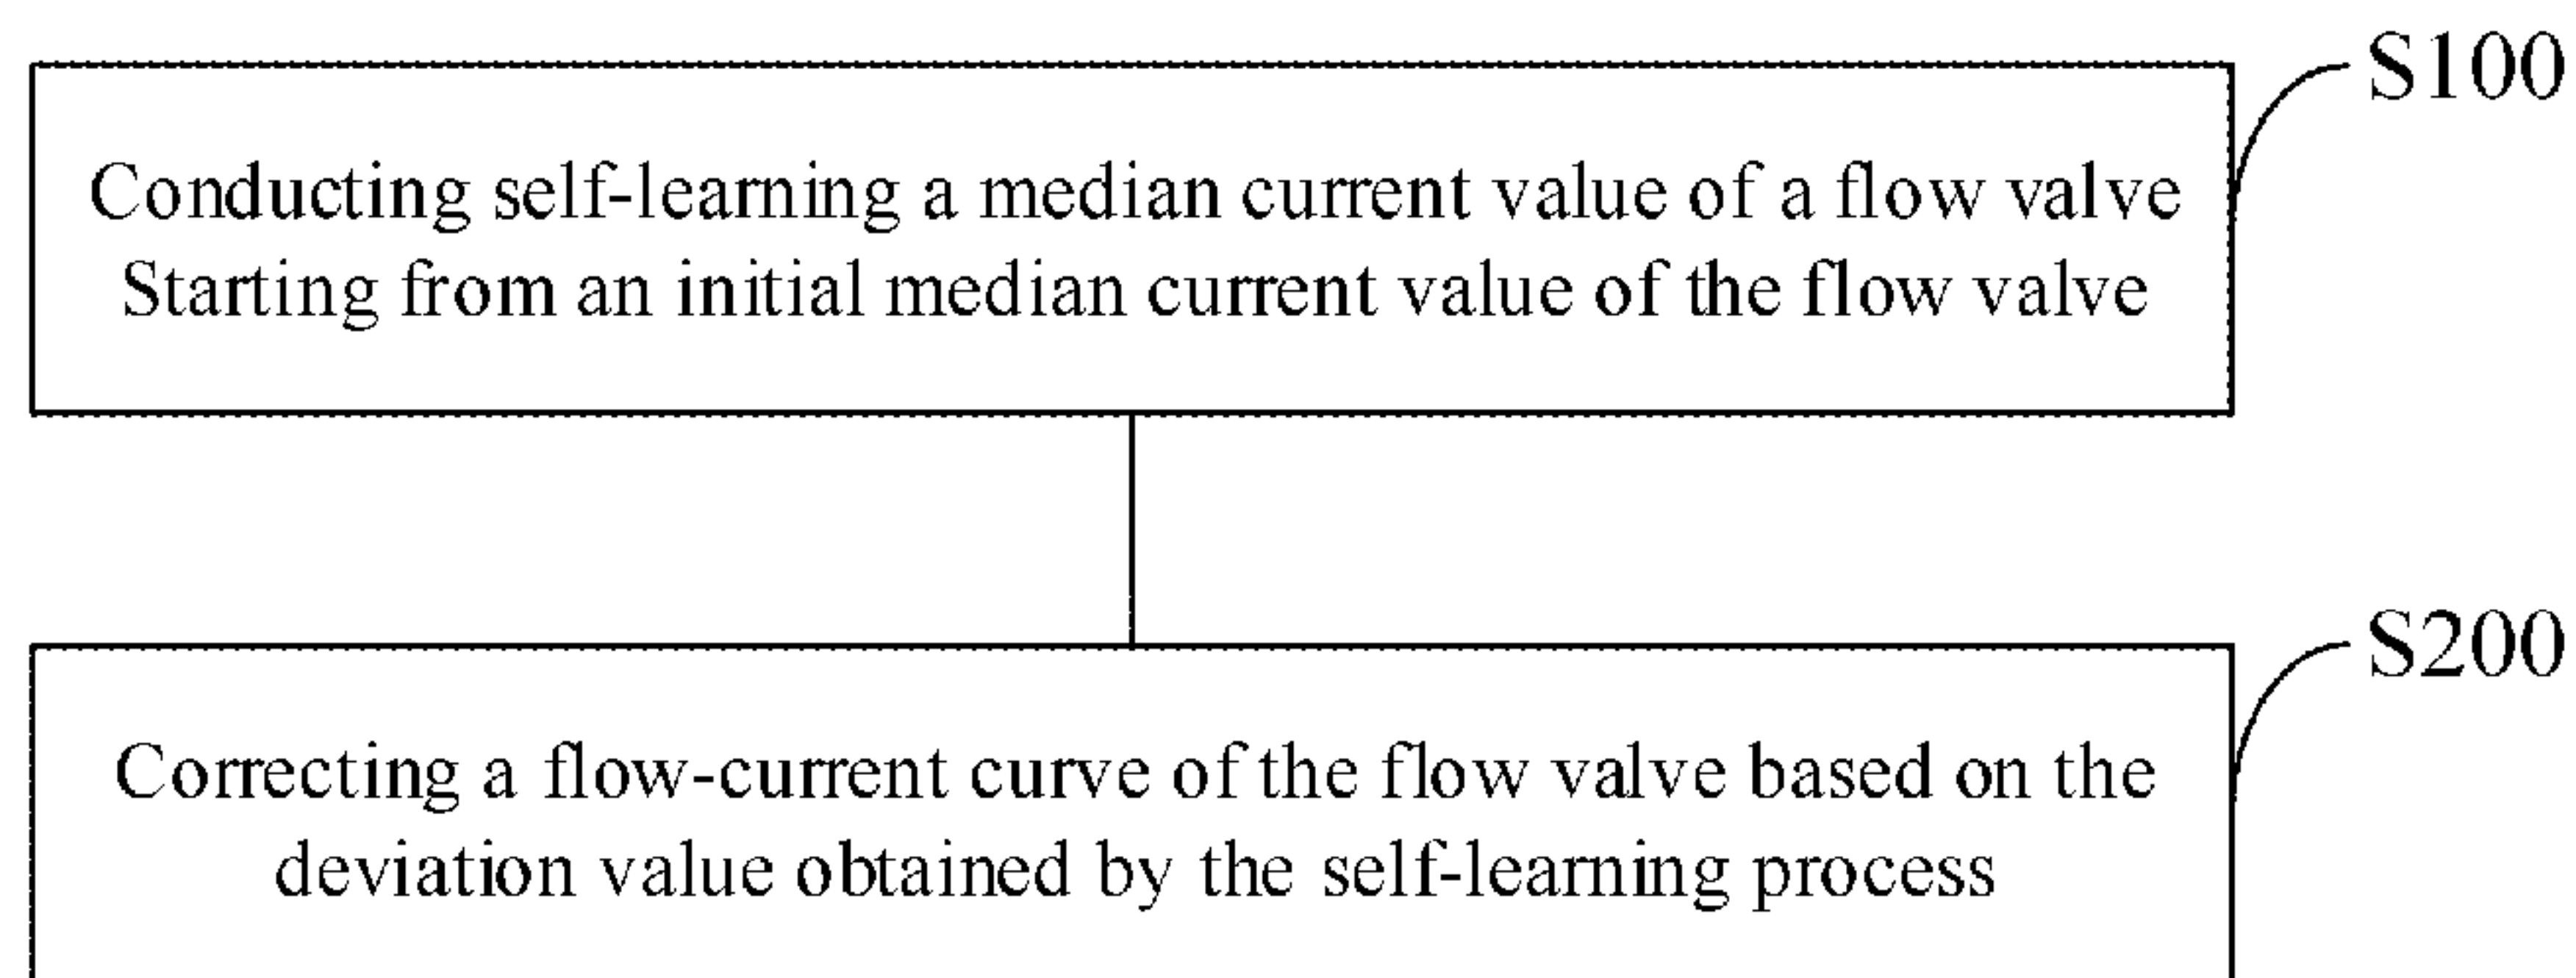 S100
Conducting self-learning a median current value of a flow valve
Starting from an initial median current value of the flow valve
S200
Correcting a flow-current curve of the flow valve based on the
deviation value obtained by the self-learning process